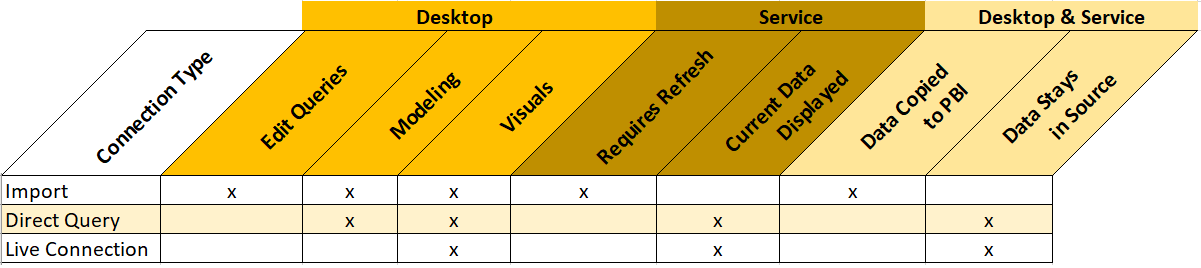 Desktop Service Desktop & Service
Connection Type
Edit Queries
Modeling
Visuals
Requires Refresh
Current Data
Displayed
Data Copied
to PBI
Data Stays
in Source
Import x x x x x
Direct Query x x x x
Live Connection x x x